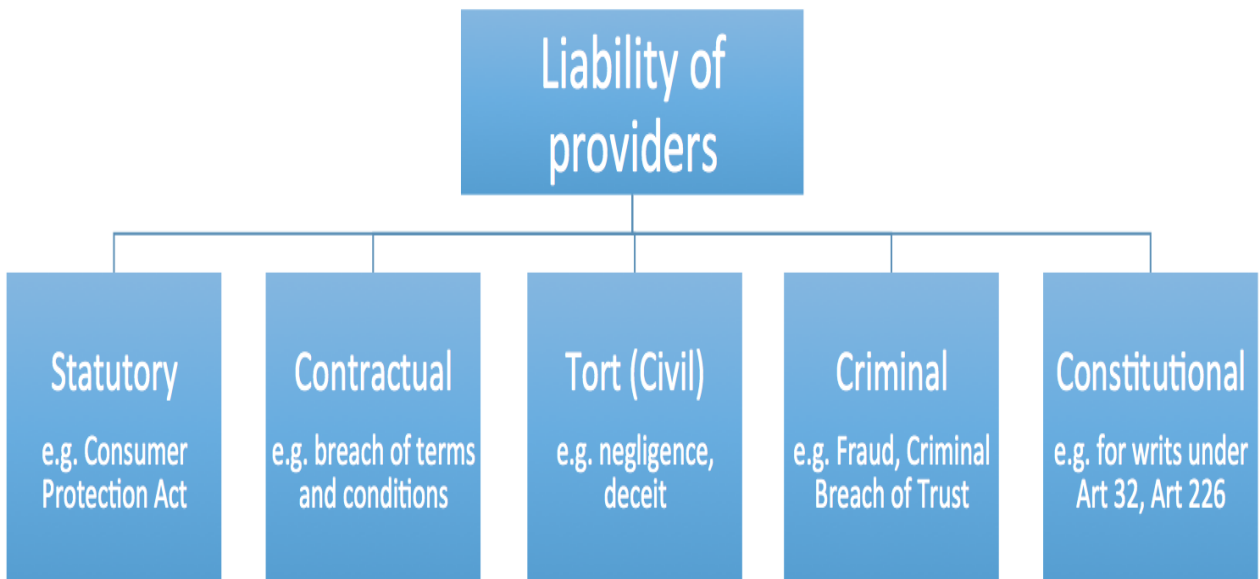 Liability of
providers
Statutory
e.g. Consumer
Protection Act
Contractual
e.g. breach of terms
and conditions
Tort (Civil)
e.g. negligence,
deceit
Criminal
e.g. Fraud, Criminal
Breach of Trust
Constitutional
e.g. for writs under
Art 32, Art 226